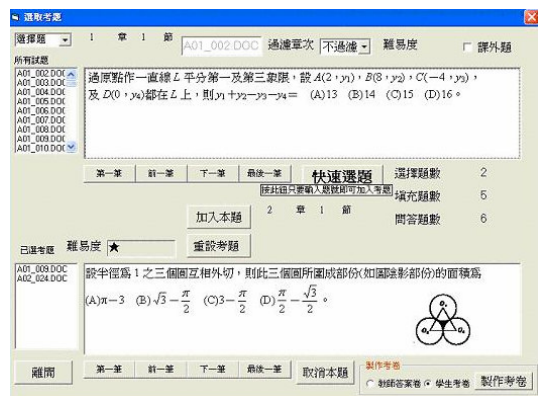 選取考題
選擇題 1 章 1 節 A01_002.DOC 過濾章次 不過濾 難易度 課外題
所有試題
A01_002.DOC
A01_003.DOC
A01_004.DOC
A01_005.DOC
A01_006.DOC
A01_007.DOC
A01_008.DOC
A01_009.DOC
A01_010.DOC
過原點作一直線L 平分第一及第三象限,設A(2,y₁),B(8,y₂),C(-4,y₃),
及 D(0,y₄)都在L 上,則y₁+y₂-y₃-y₄= (A)13 (B)14 (C)15 (D)16。
第一筆 前一筆 下一筆 最後一筆 快速選題 選擇題數 2
按此鈕只要輸入題號即可加入考題
填充題數 5
加入本題 2 章 1 節 問答題數 6
已選考題 難易度 ★ 重設考題
A01_009.DOC
A02_024.DOC
設半徑為1之三個圓互相外切,則此三個圓所圍成部份(如圖陰影部份)的面積為
(A)π-3 (B)√3-π/2 (C)3-π/2 (D)π/2-√3/2。
O₁
O₂ O₃
離開 第一筆 前一筆 下一筆 最後一筆 取消本題 製作考卷
教師答案卷 學生考卷 製作考卷